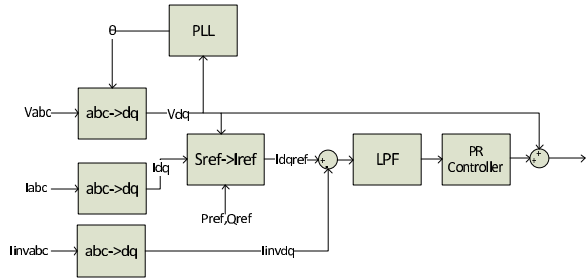 θ
PLL
Vabc
abc->dq
Vdq
Iabc
abc->dq
Idq
Sref->Iref
Idqref
+
-
LPF
PR
Controller
+
+
Pref,Qref
Iinvabc
abc->dq
Iinvdq